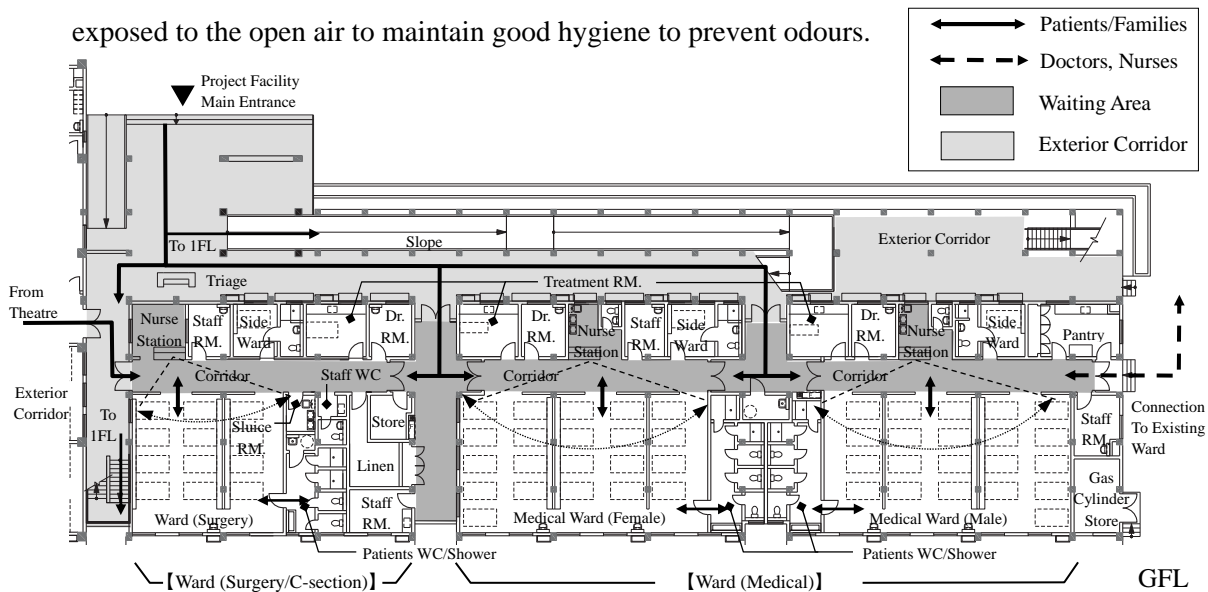 exposed to the open air to maintain good hygiene to prevent odours.
Patients/Families
Doctors, Nurses
Waiting Area
Exterior Corridor
Project Facility
Main Entrance
To 1FL
Slope
Exterior Corridor
Triage
Treatment RM.
From
Theatre
Nurse
Station
Staff
RM.
Side
Ward
Dr.
RM.
Dr.
RM.
Nurse
Station
Staff
RM.
Side
Ward
Dr.
RM.
Nurse
Station
Side
Ward
Pantry
Corridor
Staff WC
Corridor
Corridor
Exterior
Corridor
To
1FL
Sluice
RM.
Store
Linen
Staff
RM.
Staff
RM.
Gas
Cylinder
Store
Connection
To Existing
Ward
Ward (Surgery)
Medical Ward (Female)
Medical Ward (Male)
Patients WC/Shower
Patients WC/Shower
【Ward (Surgery/C-section)】
【Ward (Medical)】
GFL